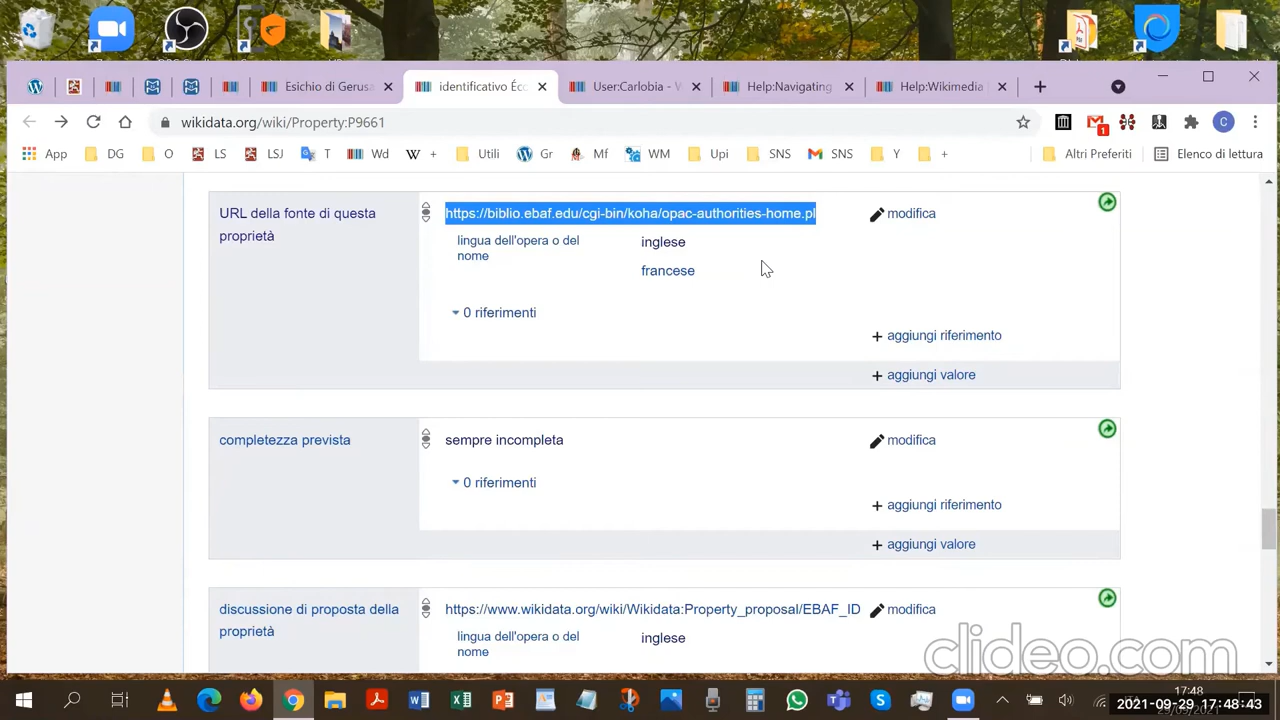 Esichio di Gerusa
identificativo Éco
User:Carlobia - W
Help:Navigating
Help:Wikimedia
wikidata.org/wiki/Property:P9661
1
C
App
DG
O
LS
LSJ
T
Wd
+
Utili
Gr
Mf
WM
Upi
SNS
SNS
Y
+
Altri Preferiti
Elenco di lettura
URL della fonte di questa
proprietà
https://biblio.ebaf.edu/cgi-bin/koha/opac-authorities-home.pl
modifica
lingua dell'opera o del
nome
inglese
francese
0 riferimenti
+ aggiungi riferimento
+ aggiungi valore
completezza prevista
sempre incompleta
modifica
0 riferimenti
+ aggiungi riferimento
+ aggiungi valore
discussione di proposta della
proprietà
https://www.wikidata.org/wiki/Wikidata:Property_proposal/EBAF_ID
modifica
lingua dell'opera o del
nome
inglese
clideo.com
17:48
2021-09-29 17:48:43